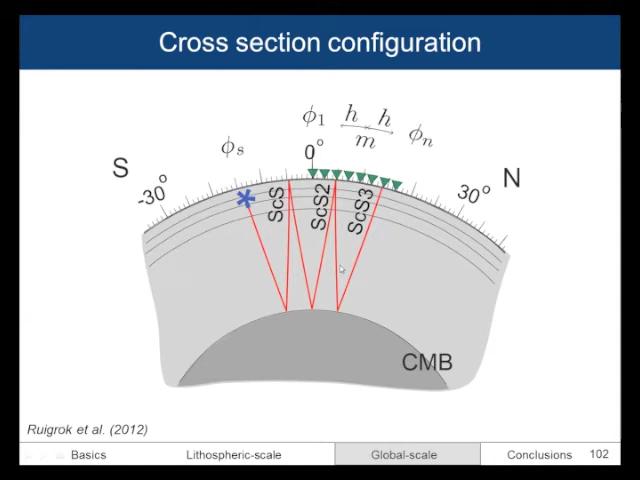 Cross section configuration
ϕ₁ h h
m
ϕₛ ϕₙ
0°
S N
-30° 30°
ScS ScS2 ScS3
CMB
Ruigrok et al. (2012)
Basics Lithospheric-scale Global-scale Conclusions 102